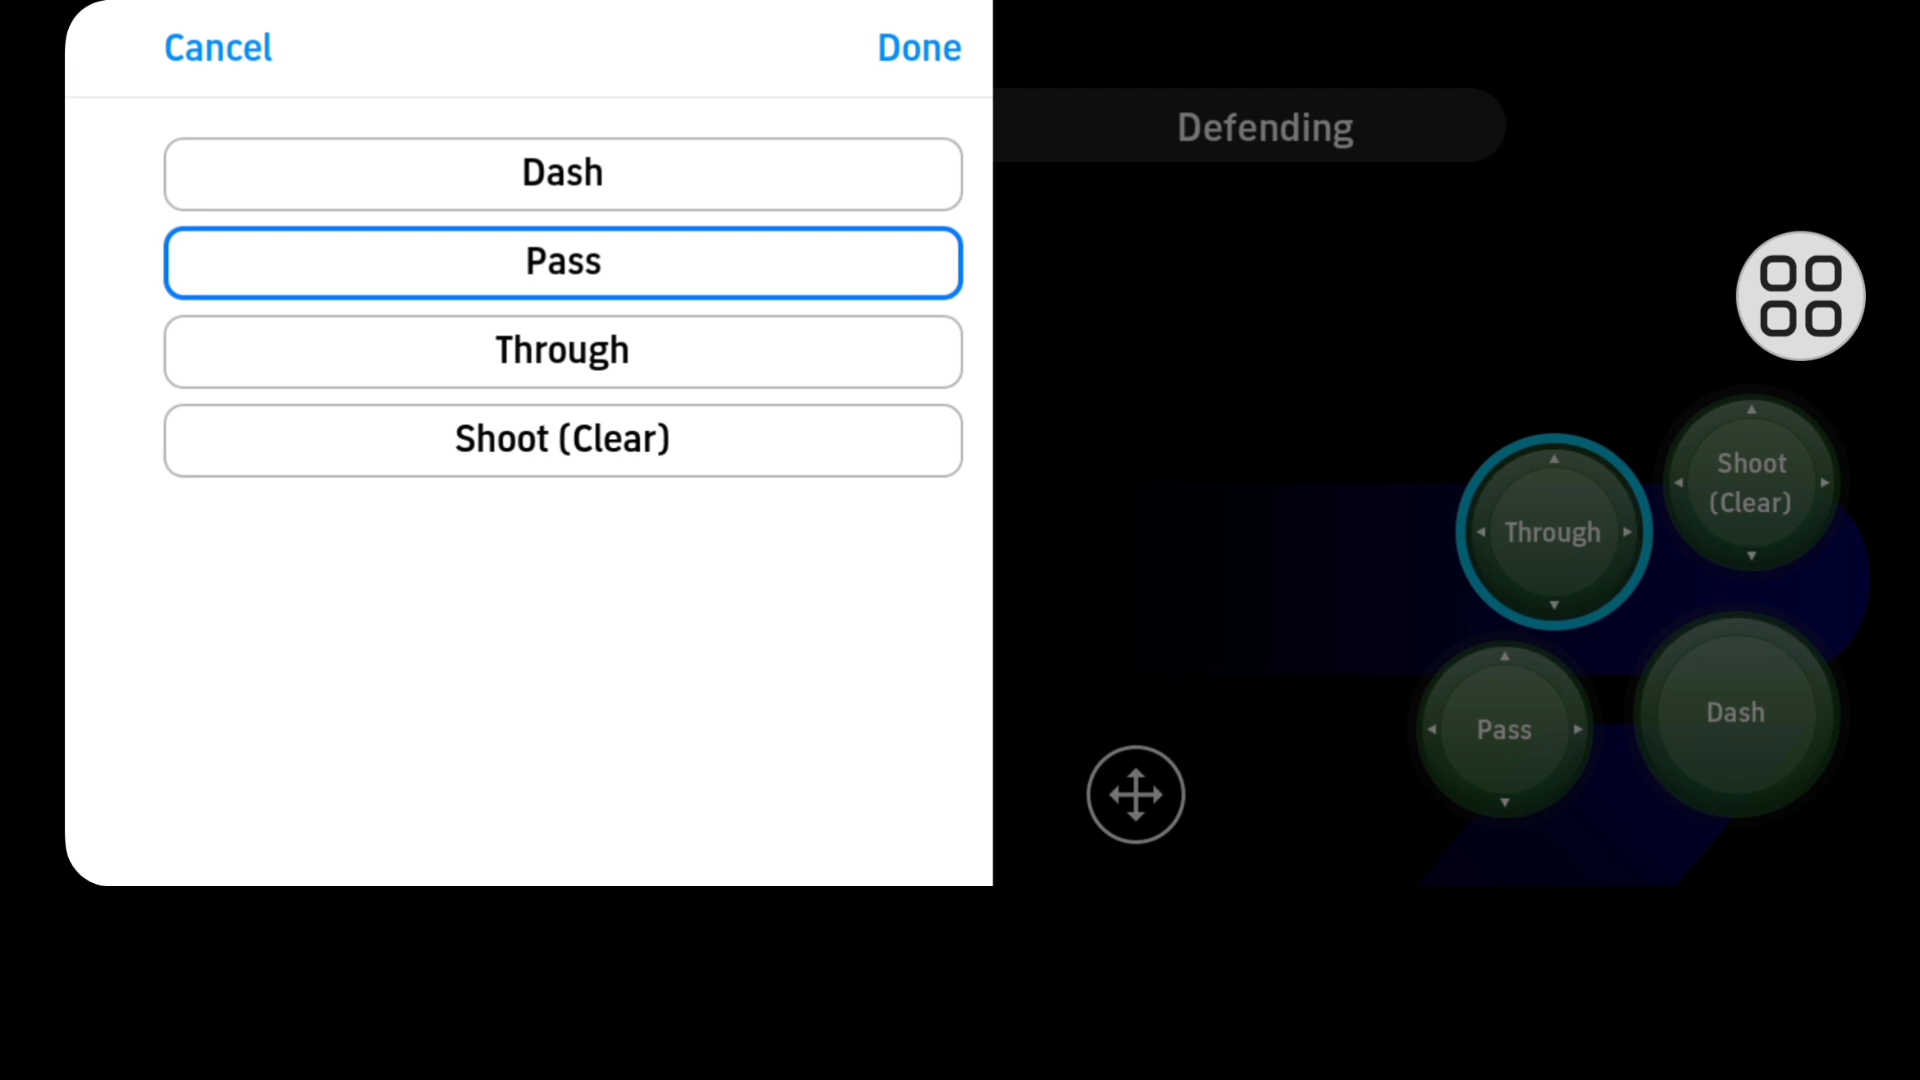 Cancel
Done
Dash
Pass
Through
Shoot (Clear)
Defending
Shoot
(Clear)
Through
Pass
Dash